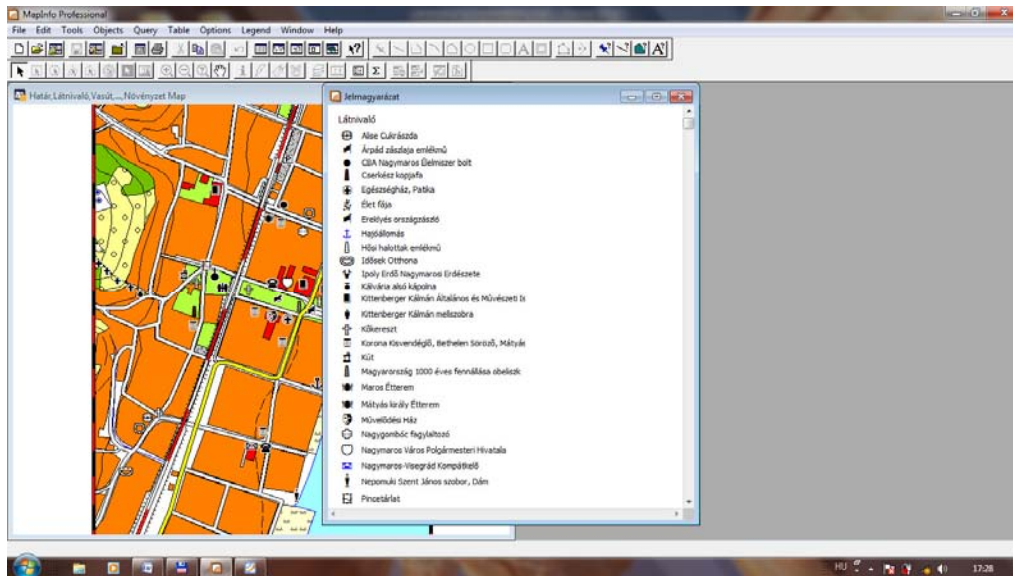 MapInfo Professional
File Edit Tools Objects Query Table Options Legend Window Help
Határ,Látnivaló,Vasút,...,Növényzet Map
Jelmagyarázat
Látnivaló
Alse Cukrászda
Árpád zászlaja emlékmű
CBA Nagymaros Élelmiszer bolt
Cserkész kopjafa
Egészségház, Patika
Élet fája
Ereklyés országzászló
Hajóállomás
Hősi halottak emlékmű
Idősek Otthona
Ipoly Erdő Nagymarosi Erdészete
Kálvária alsó kápolna
Kittenberger Kálmán Általános és Művészeti Is
Kittenberger Kálmán mellszobra
Kőkereszt
Korona Kisvendéglő, Bethelen Söröző, Mátyás
Kút
Magyarország 1000 éves fennállása obeliszk
Maros Étterem
Mátyás király Étterem
Művelődési Ház
Nagygombóc fagylaltozó
Nagymaros Város Polgármesteri Hivatala
Nagymaros-Visegrád Kompátkelő
Nepomuki Szent János szobor, Dám
Pincetárlat
HU
17:28